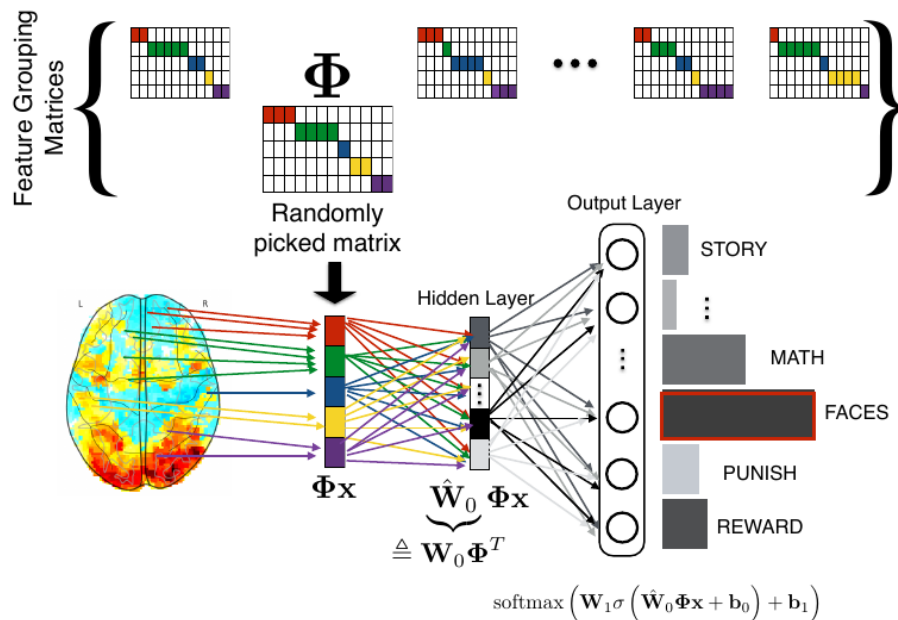 Feature Grouping
Matrices
Φ
Randomly
picked matrix
Output Layer
Hidden Layer
L
R
STORY
MATH
FACES
PUNISH
REWARD
Φx
Ŵ₀ Φx
≜ W₀Φᵀ
softmax (W₁σ (Ŵ₀Φx + b₀) + b₁)